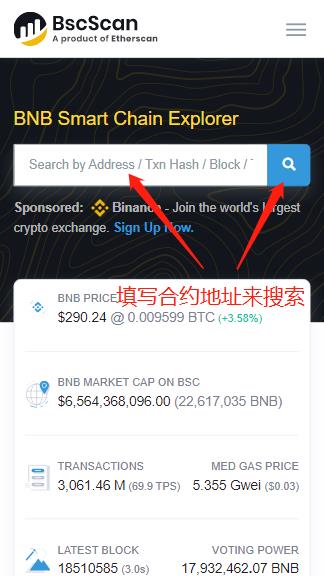 BscScan
A product of Etherscan
BNB Smart Chain Explorer
Search by Address / Txn Hash / Block /
Sponsored: Binance - Join the world's largest
crypto exchange. Sign Up Now.
填写合约地址来搜索
BNB PRICE
$290.24 @ 0.009599 BTC (+3.58%)
BNB MARKET CAP ON BSC
$6,564,368,096.00 (22,617,035 BNB)
TRANSACTIONS MED GAS PRICE
3,061.46 M (69.9 TPS) 5.355 Gwei ($0.03)
LATEST BLOCK VOTING POWER
18510585 (3.0s) 17,932,462.07 BNB